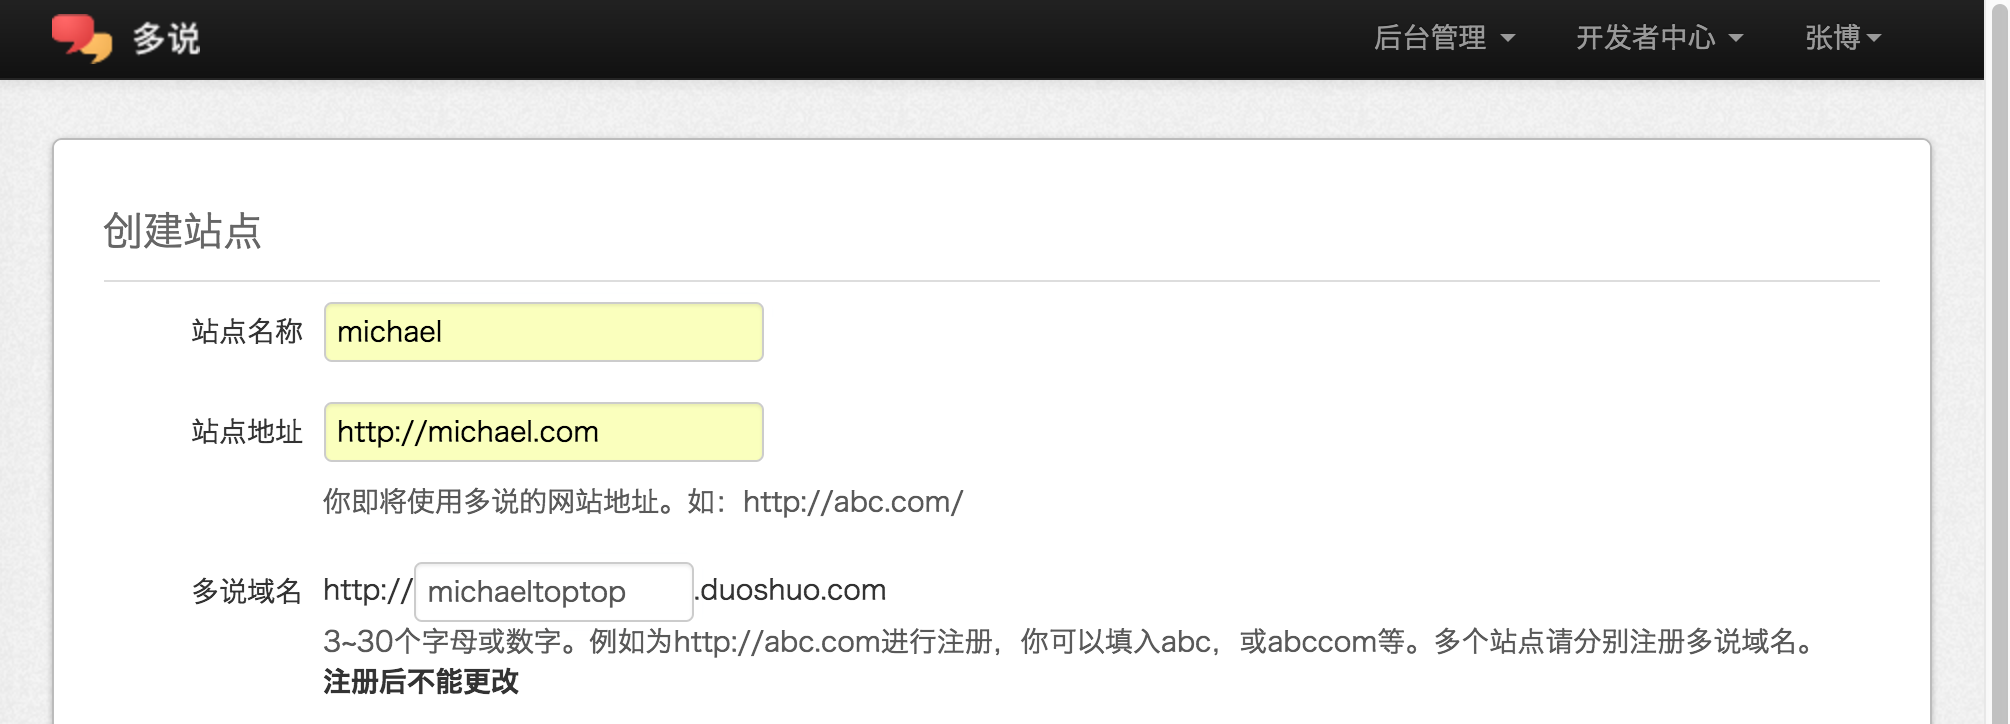 多说
后台管理 开发者中心 张博
创建站点
站点名称 michael
站点地址 http://michael.com
你即将使用多说的网站地址。如：http://abc.com/
多说域名 http://michaeltoptop.duoshuo.com
3~30个字母或数字。例如为http://abc.com进行注册，你可以填入abc，或abccom等。多个站点请分别注册多说域名。
注册后不能更改